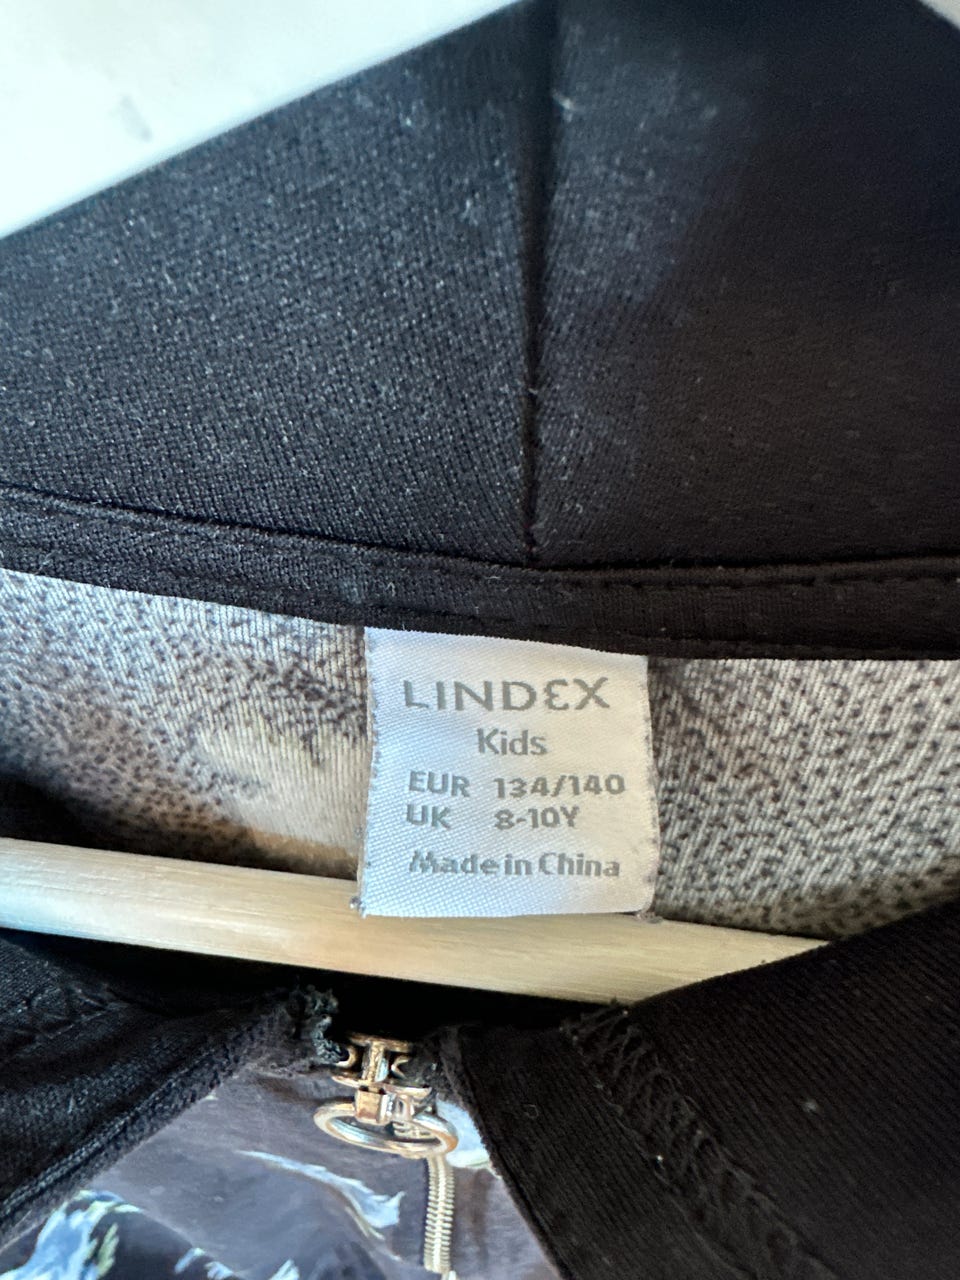 LINDEX
Kids
EUR 134/140
UK 8-10Y
Made in China